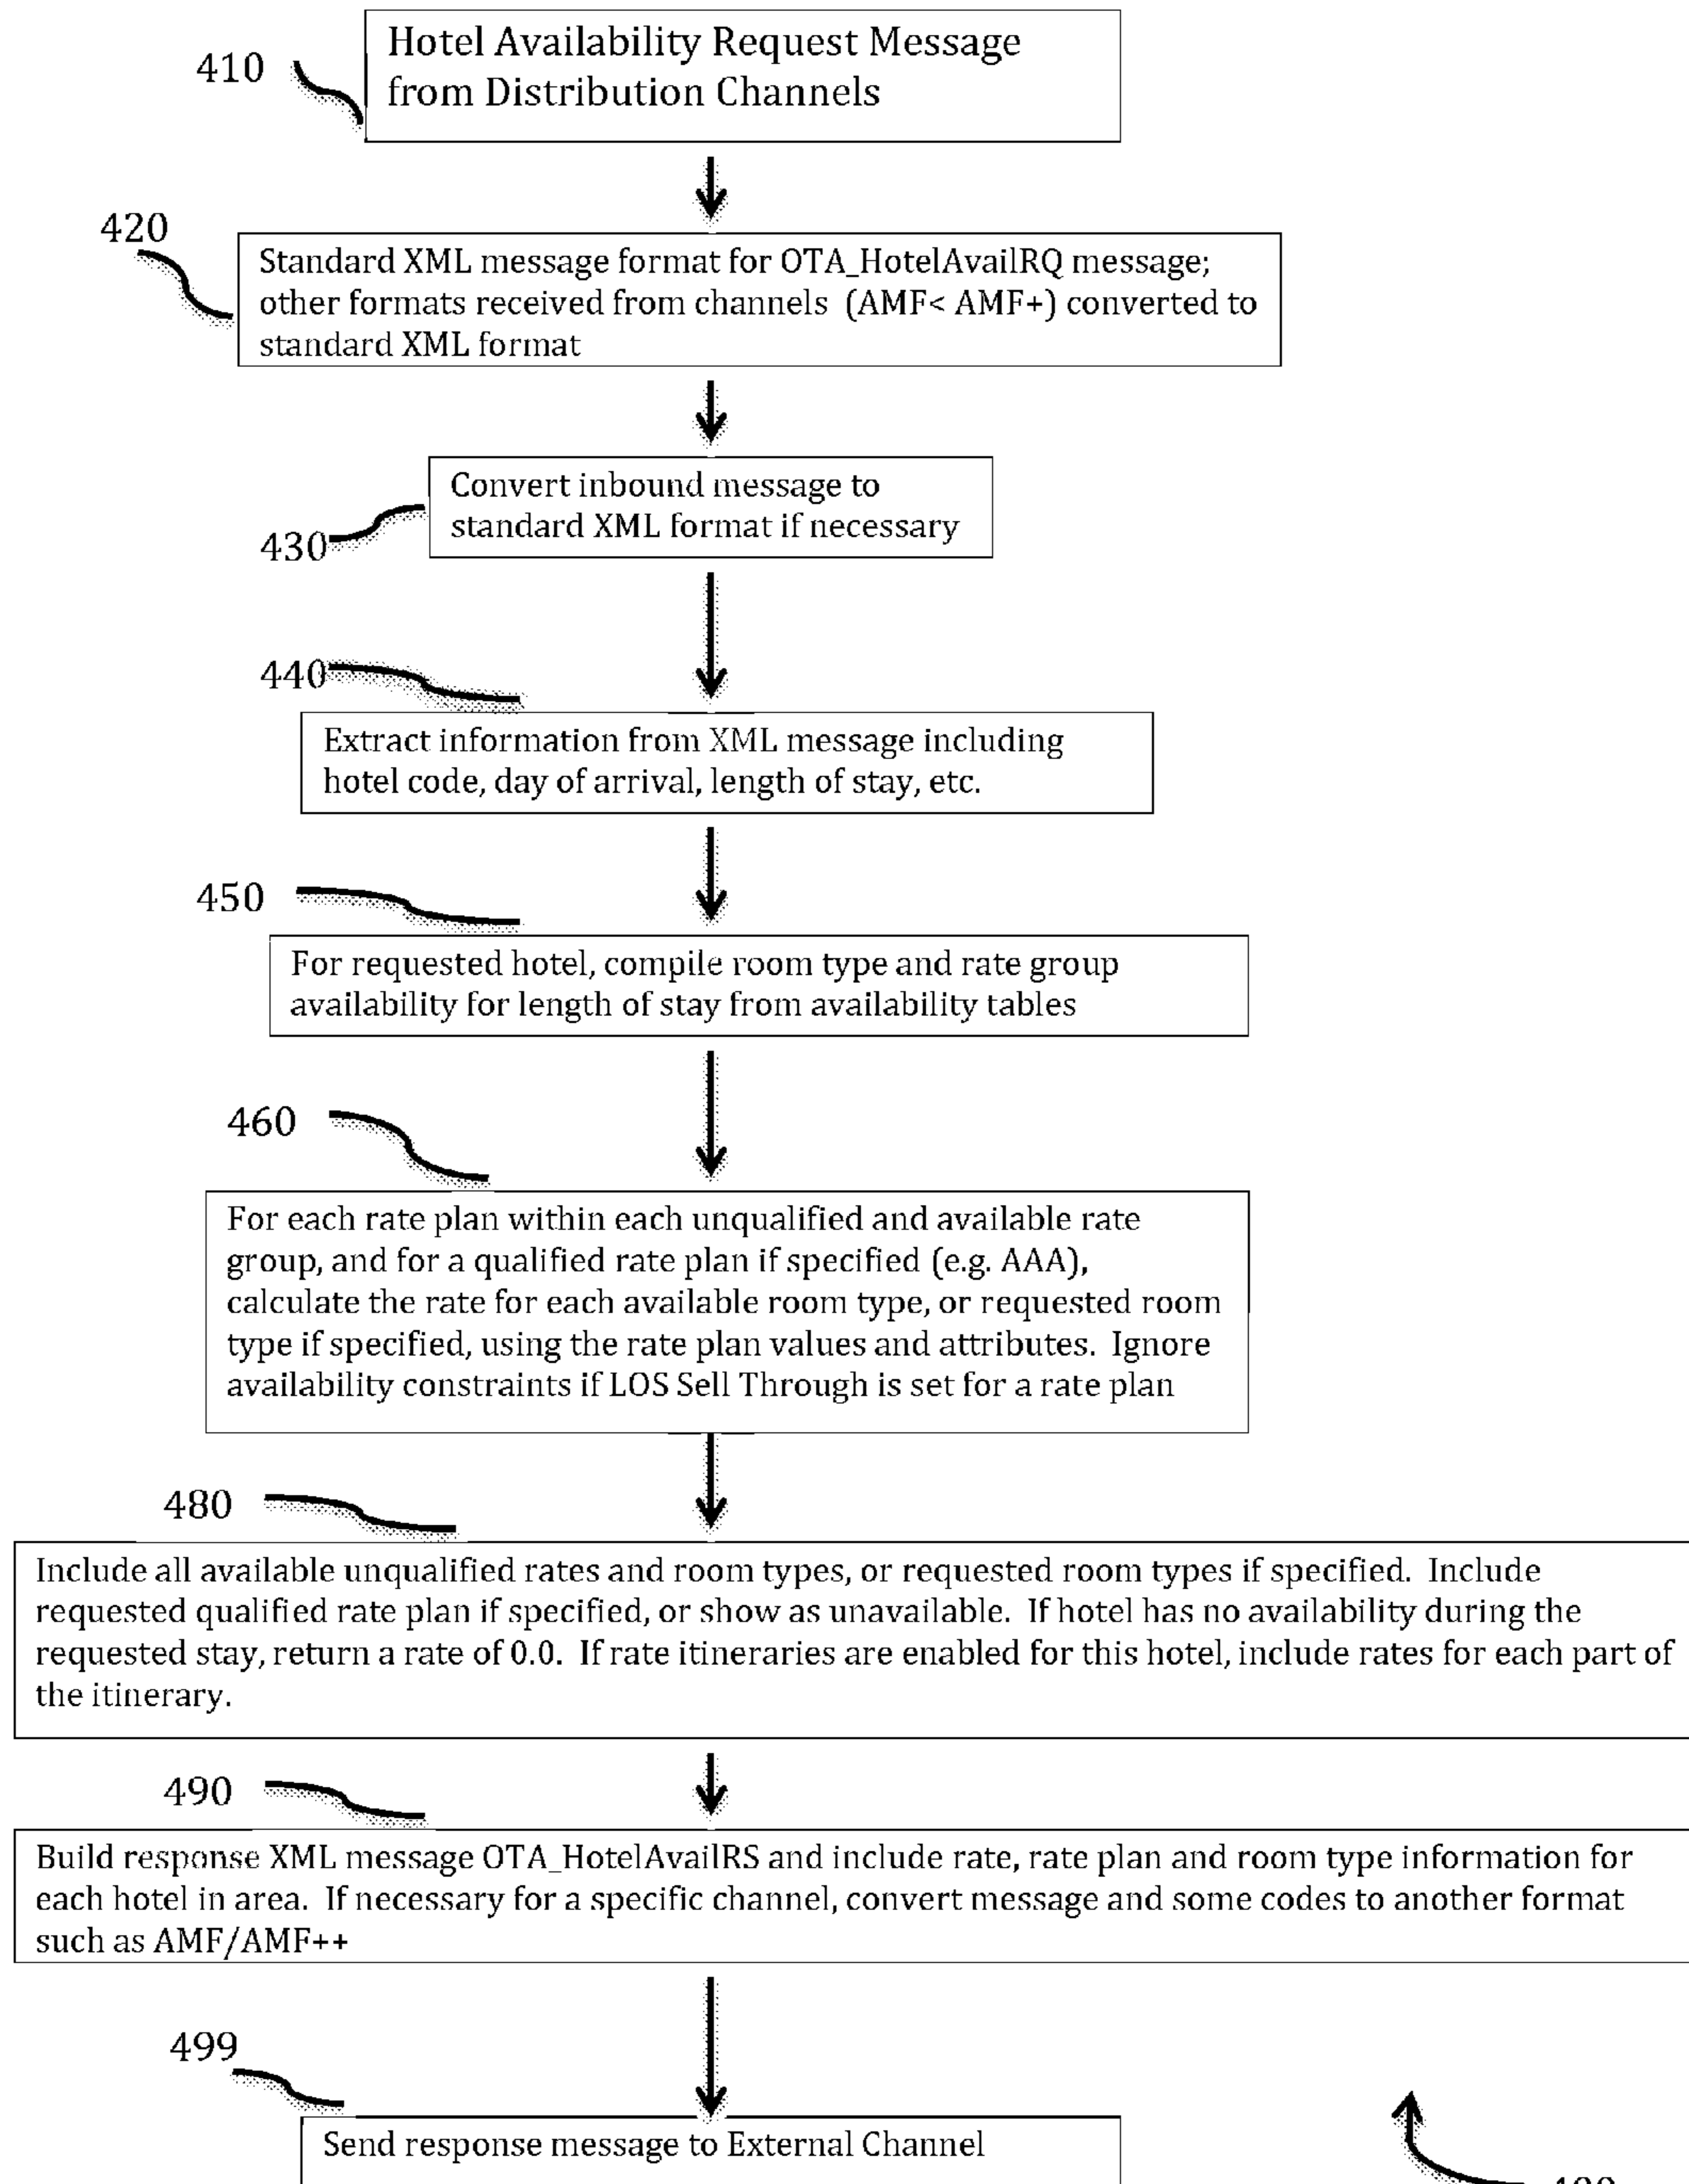 410
Hotel Availability Request Message
from Distribution Channels
420
Standard XML message format for OTA_HotelAvailRQ message;
other formats received from channels (AMF< AMF+) converted to
standard XML format
430
Convert inbound message to
standard XML format if necessary
440
Extract information from XML message including
hotel code, day of arrival, length of stay, etc.
450
For requested hotel, compile room type and rate group
availability for length of stay from availability tables
460
For each rate plan within each unqualified and available rate
group, and for a qualified rate plan if specified (e.g. AAA),
calculate the rate for each available room type, or requested room
type if specified, using the rate plan values and attributes. Ignore
availability constraints if LOS Sell Through is set for a rate plan
480
Include all available unqualified rates and room types, or requested room types if specified. Include
requested qualified rate plan if specified, or show as unavailable. If hotel has no availability during the
requested stay, return a rate of 0.0. If rate itineraries are enabled for this hotel, include rates for each part of
the itinerary.
490
Build response XML message OTA_HotelAvailRS and include rate, rate plan and room type information for
each hotel in area. If necessary for a specific channel, convert message and some codes to another format
such as AMF/AMF++
499
Send response message to External Channel